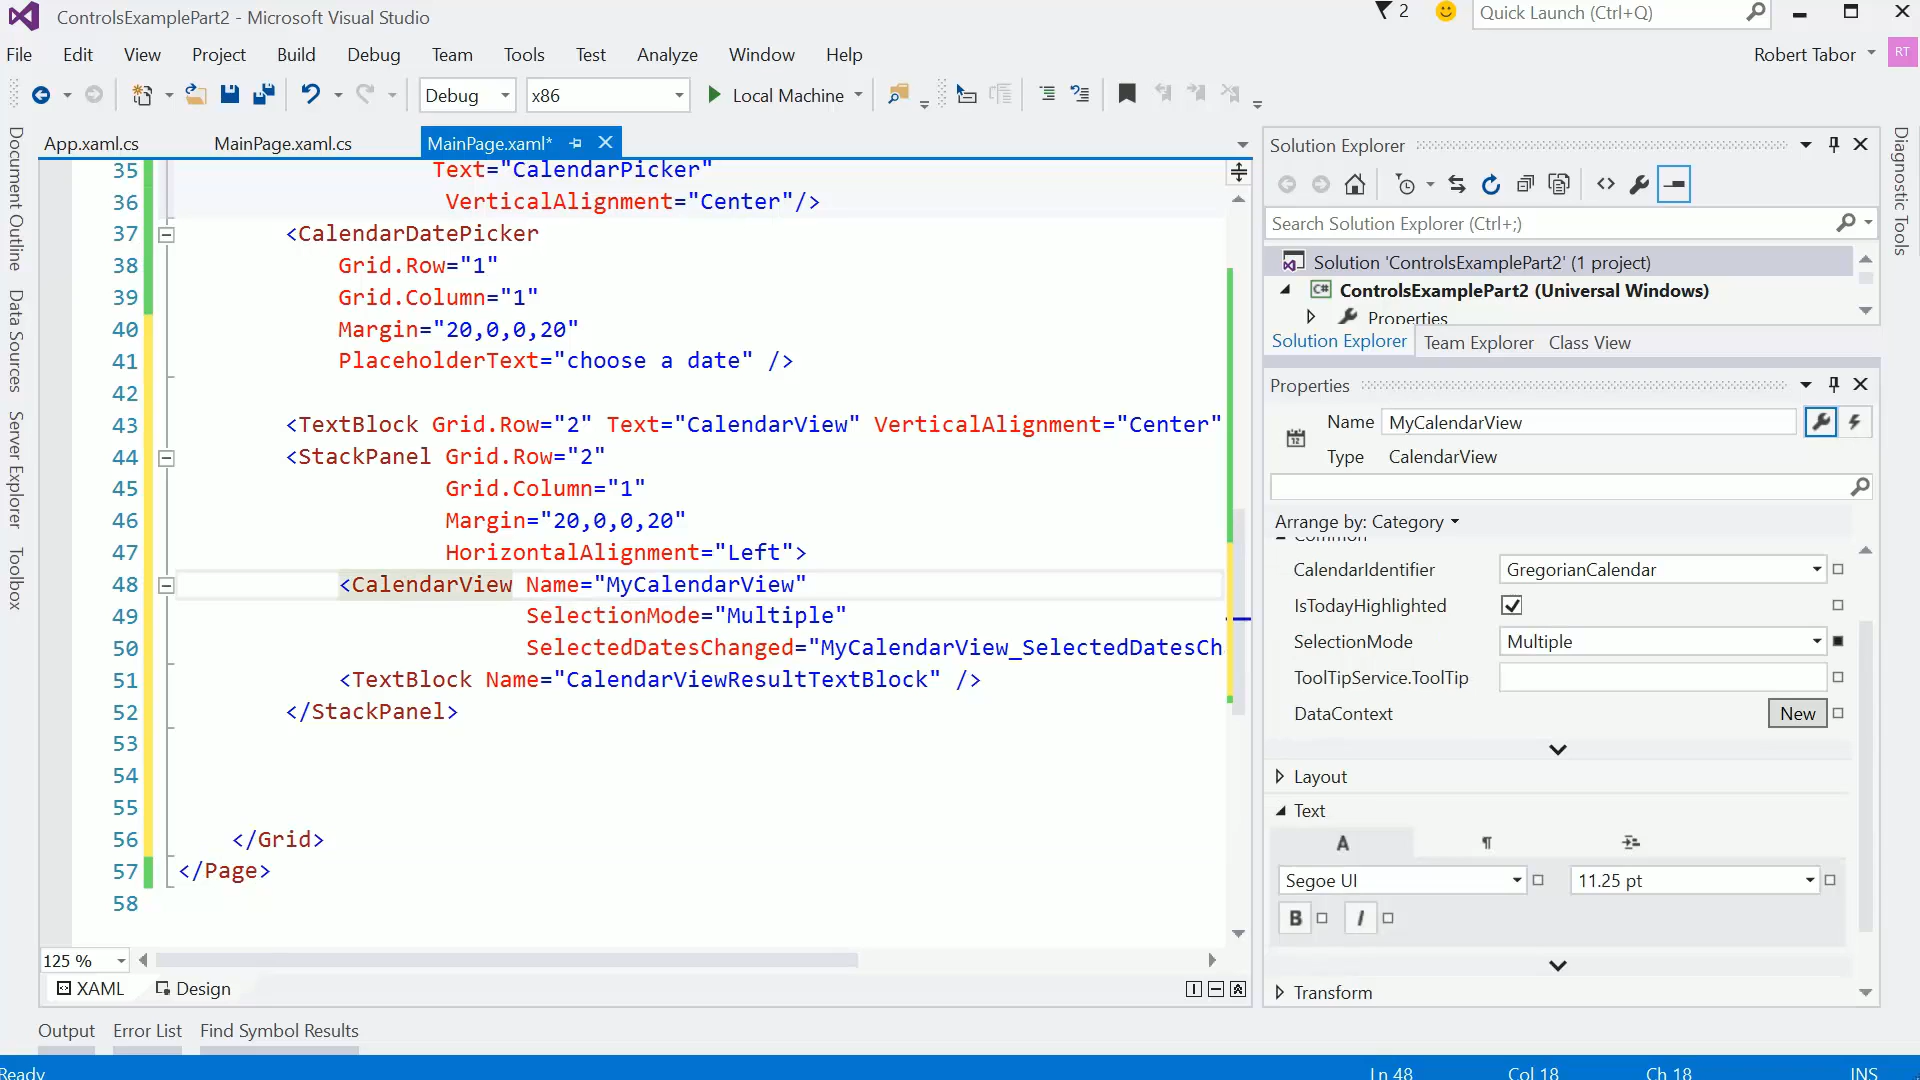 ControlsExamplePart2 - Microsoft Visual Studio
2
Quick Launch (Ctrl+Q)
File Edit View Project Build Debug Team Tools Test Analyze Window Help
Robert Tabor
RT
Debug
x86
Local Machine
Document Outline
Data Sources
Server Explorer
Toolbox
App.xaml.cs
MainPage.xaml.cs
MainPage.xaml*
35 Text="CalendarPicker"
36 VerticalAlignment="Center"/>
37 <CalendarDatePicker
38 Grid.Row="1"
39 Grid.Column="1"
40 Margin="20,0,0,20"
41 PlaceholderText="choose a date" />
42
43 <TextBlock Grid.Row="2" Text="CalendarView" VerticalAlignment="Center"
44 <StackPanel Grid.Row="2"
45 Grid.Column="1"
46 Margin="20,0,0,20"
47 HorizontalAlignment="Left">
48 <CalendarView Name="MyCalendarView"
49 SelectionMode="Multiple"
50 SelectedDatesChanged="MyCalendarView_SelectedDatesCh
51 <TextBlock Name="CalendarViewResultTextBlock" />
52 </StackPanel>
53
54
55
56 </Grid>
57 </Page>
58
125 %
XAML
Design
Output
Error List
Find Symbol Results
Solution Explorer
Search Solution Explorer (Ctrl+;)
Solution 'ControlsExamplePart2' (1 project)
C# ControlsExamplePart2 (Universal Windows)
Properties
Solution Explorer
Team Explorer
Class View
Properties
Name MyCalendarView
Type CalendarView
Arrange by: Category
Common
CalendarIdentifier GregorianCalendar
IsTodayHighlighted
SelectionMode Multiple
ToolTipService.ToolTip
DataContext New
Layout
Text
A ¶
Segoe UI
11.25 pt
B I
Transform
Diagnostic Tools
Ready
Ln 48
Col 18
Ch 18
INS